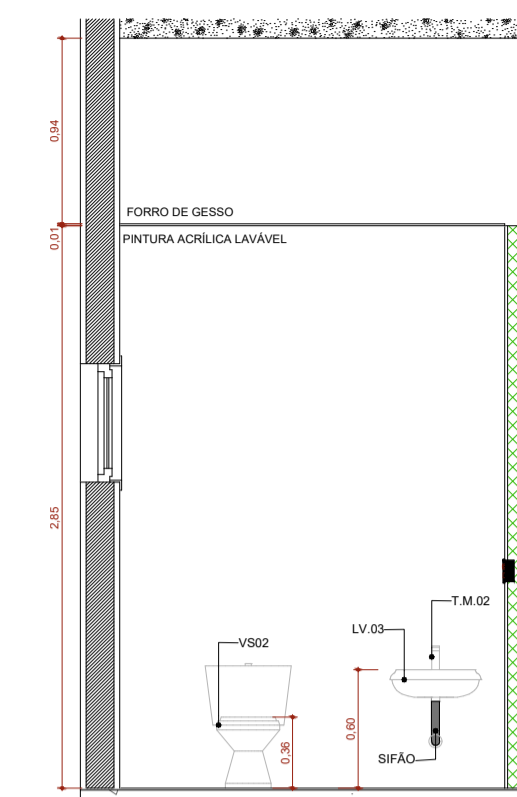 0,94
FORRO DE GESSO
0,01
PINTURA ACRÍLICA LAVÁVEL
2,85
T.M.02
LV.03
VS02
0,60
0,36
SIFÃO